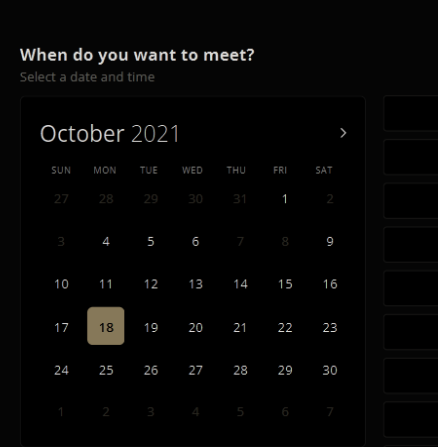 When do you want to meet?
Select a date and time
October 2021
SUN MON TUE WED THU FRI SAT
27 28 29 30 31 1 2
3 4 5 6 7 8 9
10 11 12 13 14 15 16
17 18 19 20 21 22 23
24 25 26 27 28 29 30
1 2 3 4 5 6 7